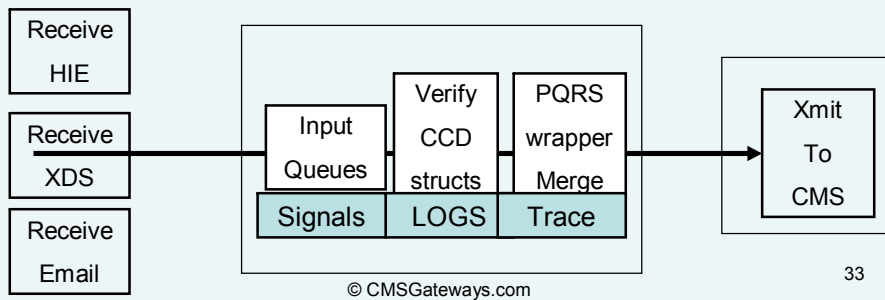 Receive
HIE
Receive
XDS
Receive
Email
Input
Queues
Verify
CCD
structs
PQRS
wrapper
Merge
Signals
LOGS
Trace
Xmit
To
CMS
© CMSGateways.com
33